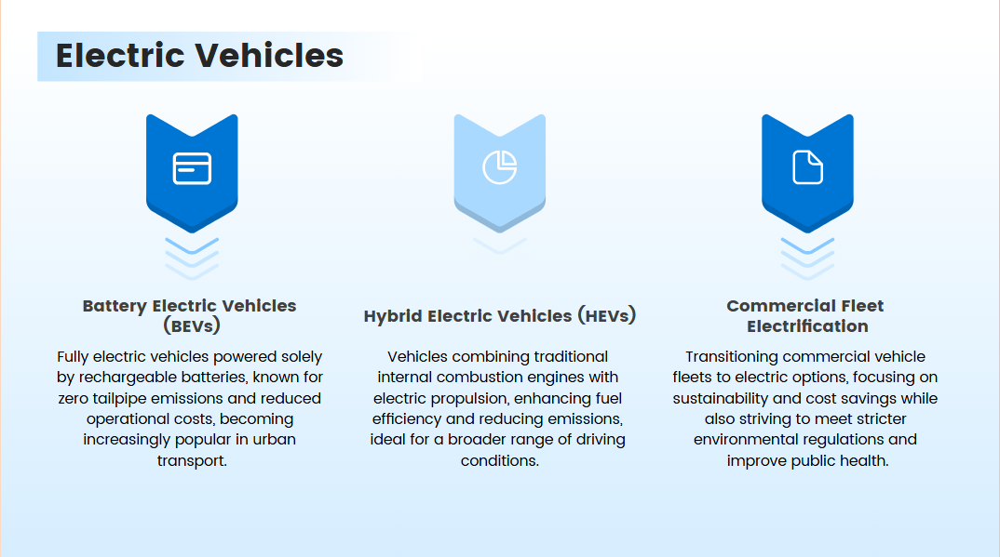 Electric Vehicles
Battery Electric Vehicles
(BEVs)
Fully electric vehicles powered solely
by rechargeable batteries, known for
zero tailpipe emissions and reduced
operational costs, becoming
increasingly popular in urban
transport.
Hybrid Electric Vehicles (HEVs)
Vehicles combining traditional
internal combustion engines with
electric propulsion, enhancing fuel
efficiency and reducing emissions,
ideal for a broader range of driving
conditions.
Commercial Fleet
Electrification
Transitioning commercial vehicle
fleets to electric options, focusing on
sustainability and cost savings while
also striving to meet stricter
environmental regulations and
improve public health.